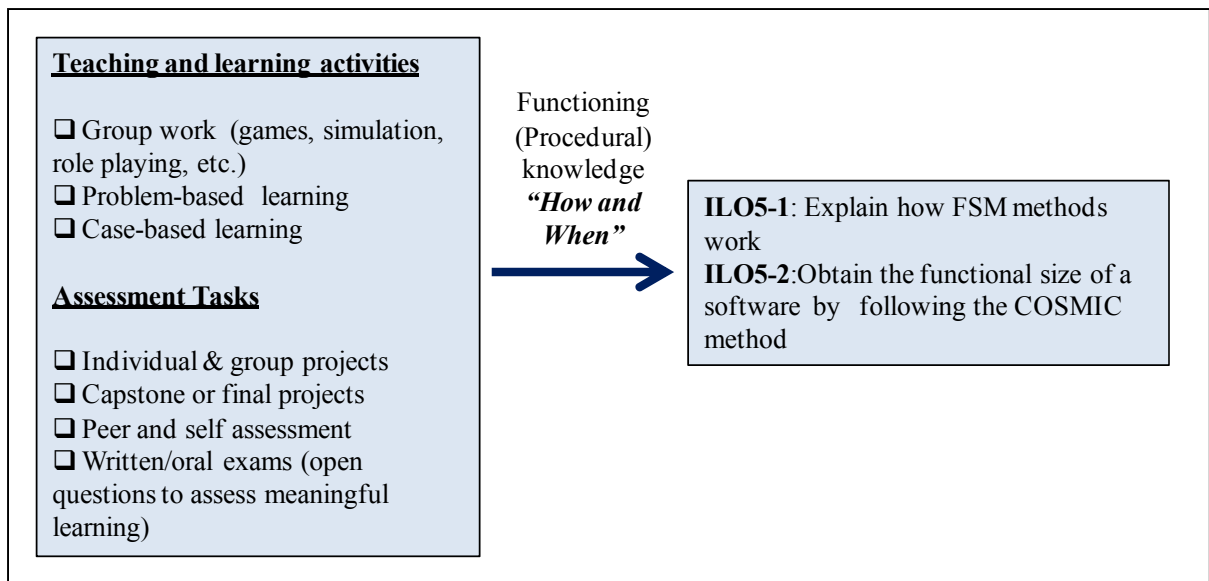 Teaching and learning activities
❑ Group work (games, simulation,
role playing, etc.)
❑ Problem-based learning
❑ Case-based learning
Assessment Tasks
❑ Individual & group projects
❑ Capstone or final projects
❑ Peer and self assessment
❑ Written/oral exams (open
questions to assess meaningful
learning)
Functioning
(Procedural)
knowledge
“How and
When”
ILO5-1: Explain how FSM methods
work
ILO5-2:Obtain the functional size of a
software by following the COSMIC
method